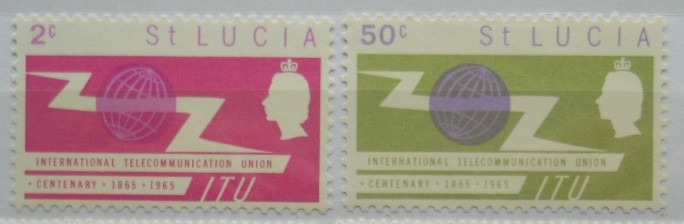 2c St LUCIA
INTERNATIONAL TELECOMMUNICATION UNION
• CENTENARY • 1865 • 1965 ITU
50c St LUCIA
INTERNATIONAL TELECOMMUNICATION UNION
• CENTENARY • 1865 • 1965 ITU